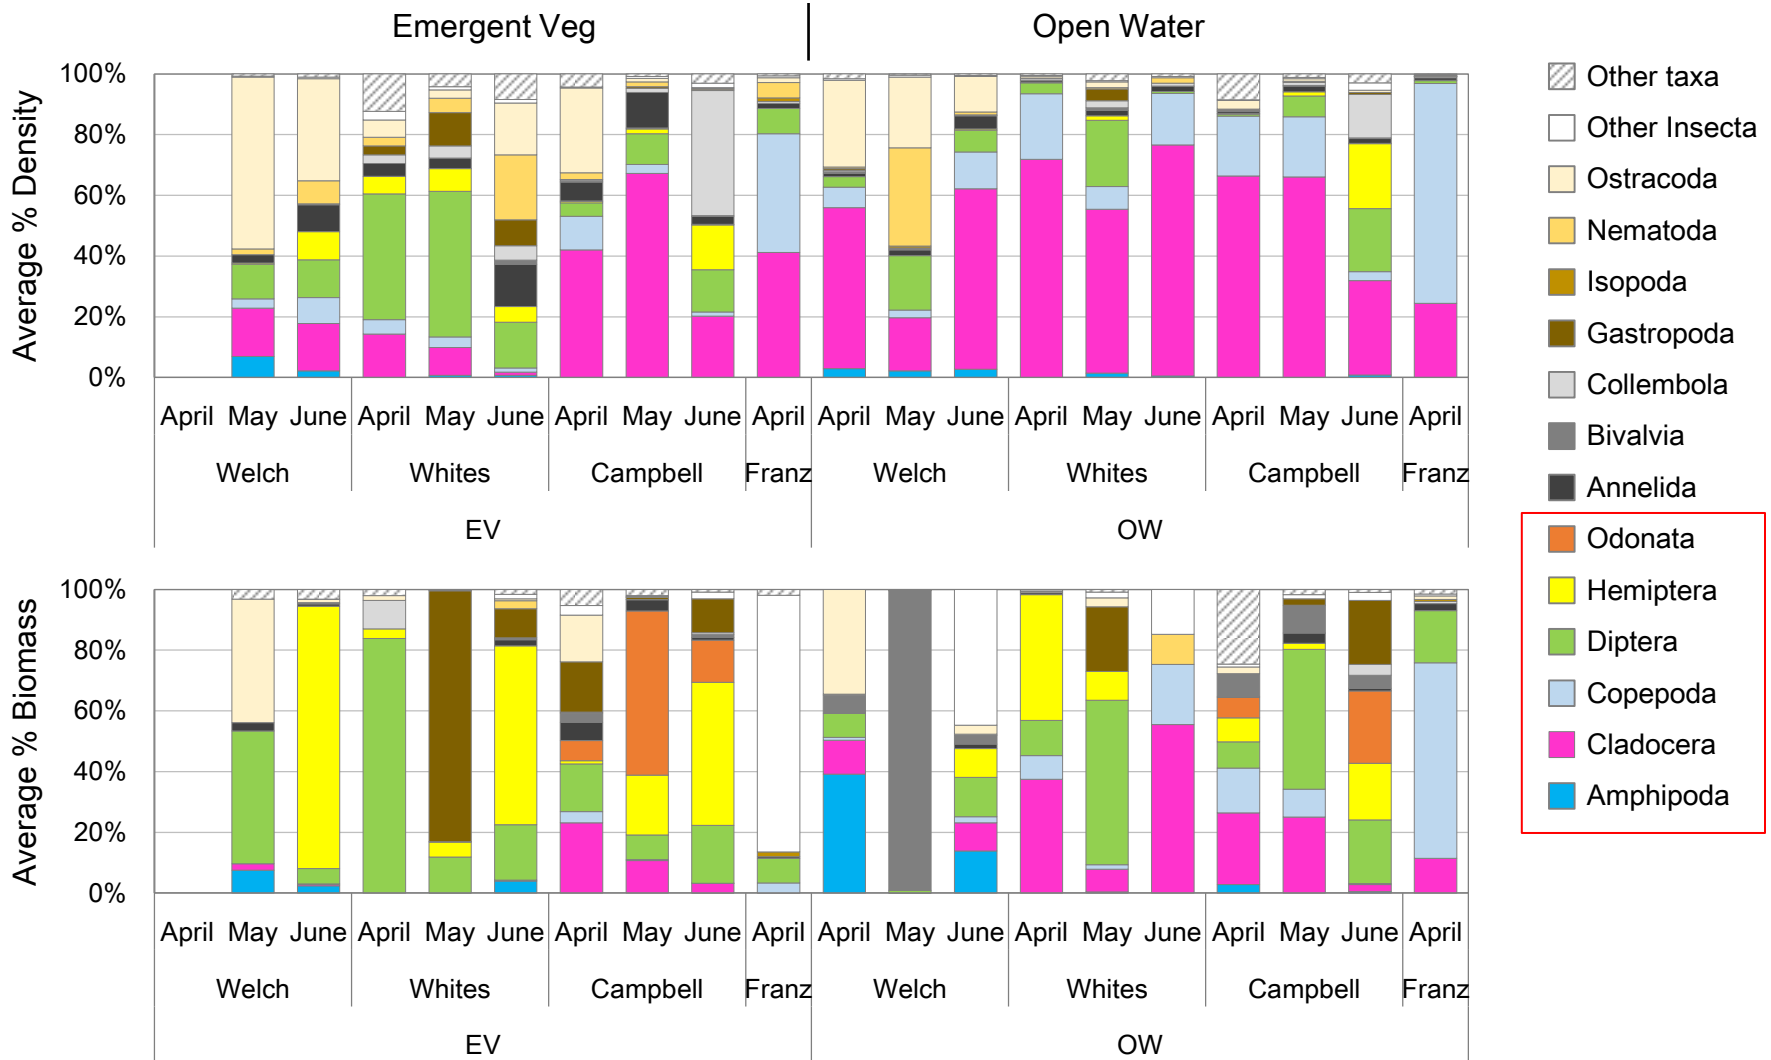 Emergent Veg
Open Water
Average % Density
100%
80%
60%
40%
20%
0%
April May June April May June April May June April April May June April May June April May June April
Welch Whites Campbell Franz Welch Whites Campbell Franz
EV OW
Average % Biomass
100%
80%
60%
40%
20%
0%
April May June April May June April May June April April May June April May June April May June April
Welch Whites Campbell Franz Welch Whites Campbell Franz
EV OW
Other taxa
Other Insecta
Ostracoda
Nematoda
Isopoda
Gastropoda
Collembola
Bivalvia
Annelida
Odonata
Hemiptera
Diptera
Copepoda
Cladocera
Amphipoda